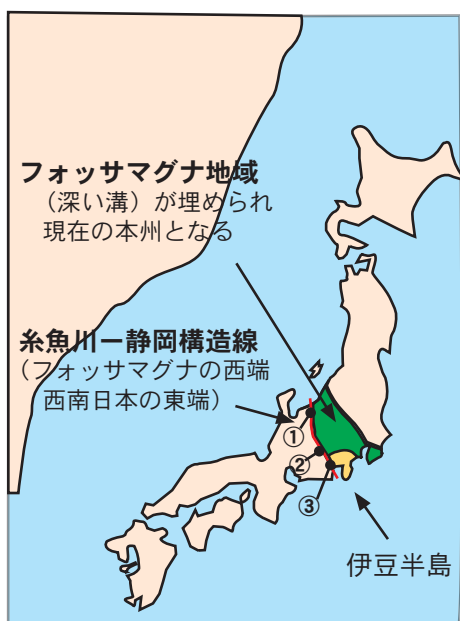 フォッサマグナ地域
（深い溝）が埋められ
現在の本州となる
糸魚川ー静岡構造線
（フォッサマグナの西端
西南日本の東端）
①
②
③
伊豆半島